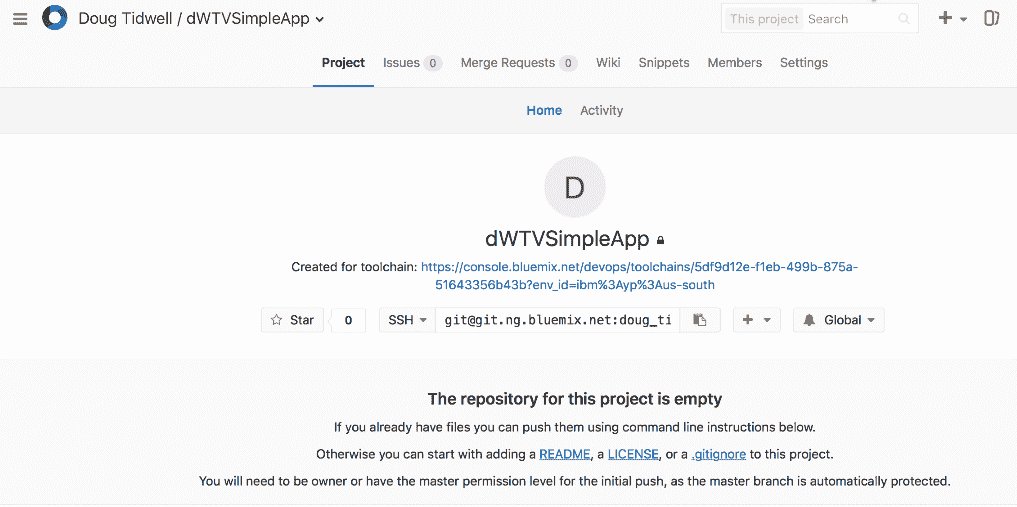 Doug Tidwell / dWTVSimpleApp
This project Search
Project Issues 0 Merge Requests 0 Wiki Snippets Members Settings
Home Activity
D
dWTVSimpleApp
Created for toolchain: https://console.bluemix.net/devops/toolchains/5df9d12e-f1eb-499b-875a-
51643356b43b?env_id=ibm%3Ayp%3Aus-south
Star 0 SSH git@git.ng.bluemix.net:doug_ti Global
The repository for this project is empty
If you already have files you can push them using command line instructions below.
Otherwise you can start with adding a README, a LICENSE, or a .gitignore to this project.
You will need to be owner or have the master permission level for the initial push, as the master branch is automatically protected.